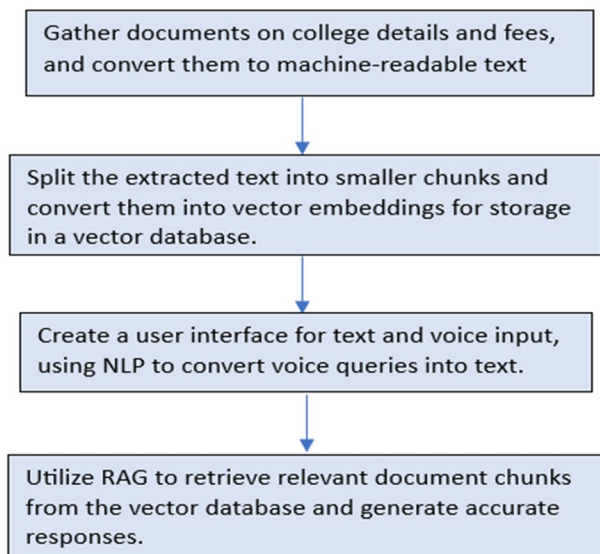 Gather documents on college details and fees,
and convert them to machine-readable text
Split the extracted text into smaller chunks and
convert them into vector embeddings for storage
in a vector database.
Create a user interface for text and voice input,
using NLP to convert voice queries into text.
Utilize RAG to retrieve relevant document chunks
from the vector database and generate accurate
responses.